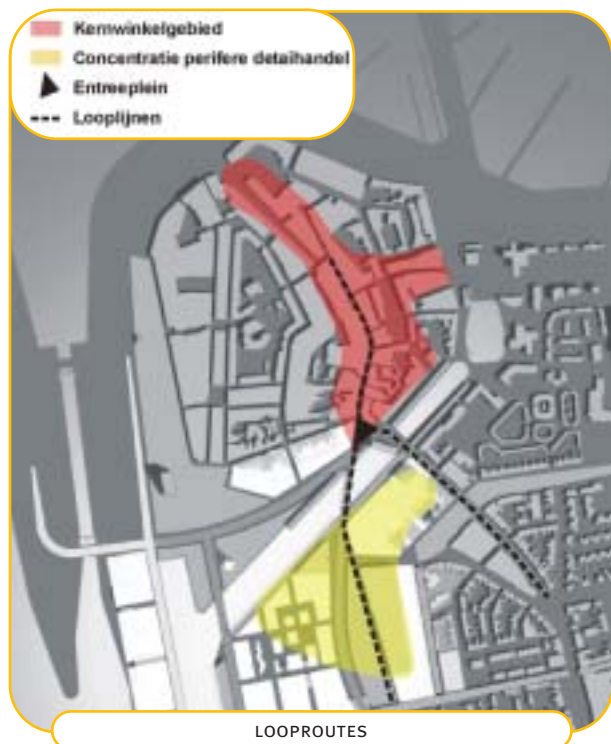 Kernwinkelgebied
Concentratie perifere detailhandel
Entreeplein
Looplijnen
LOOPROUTES